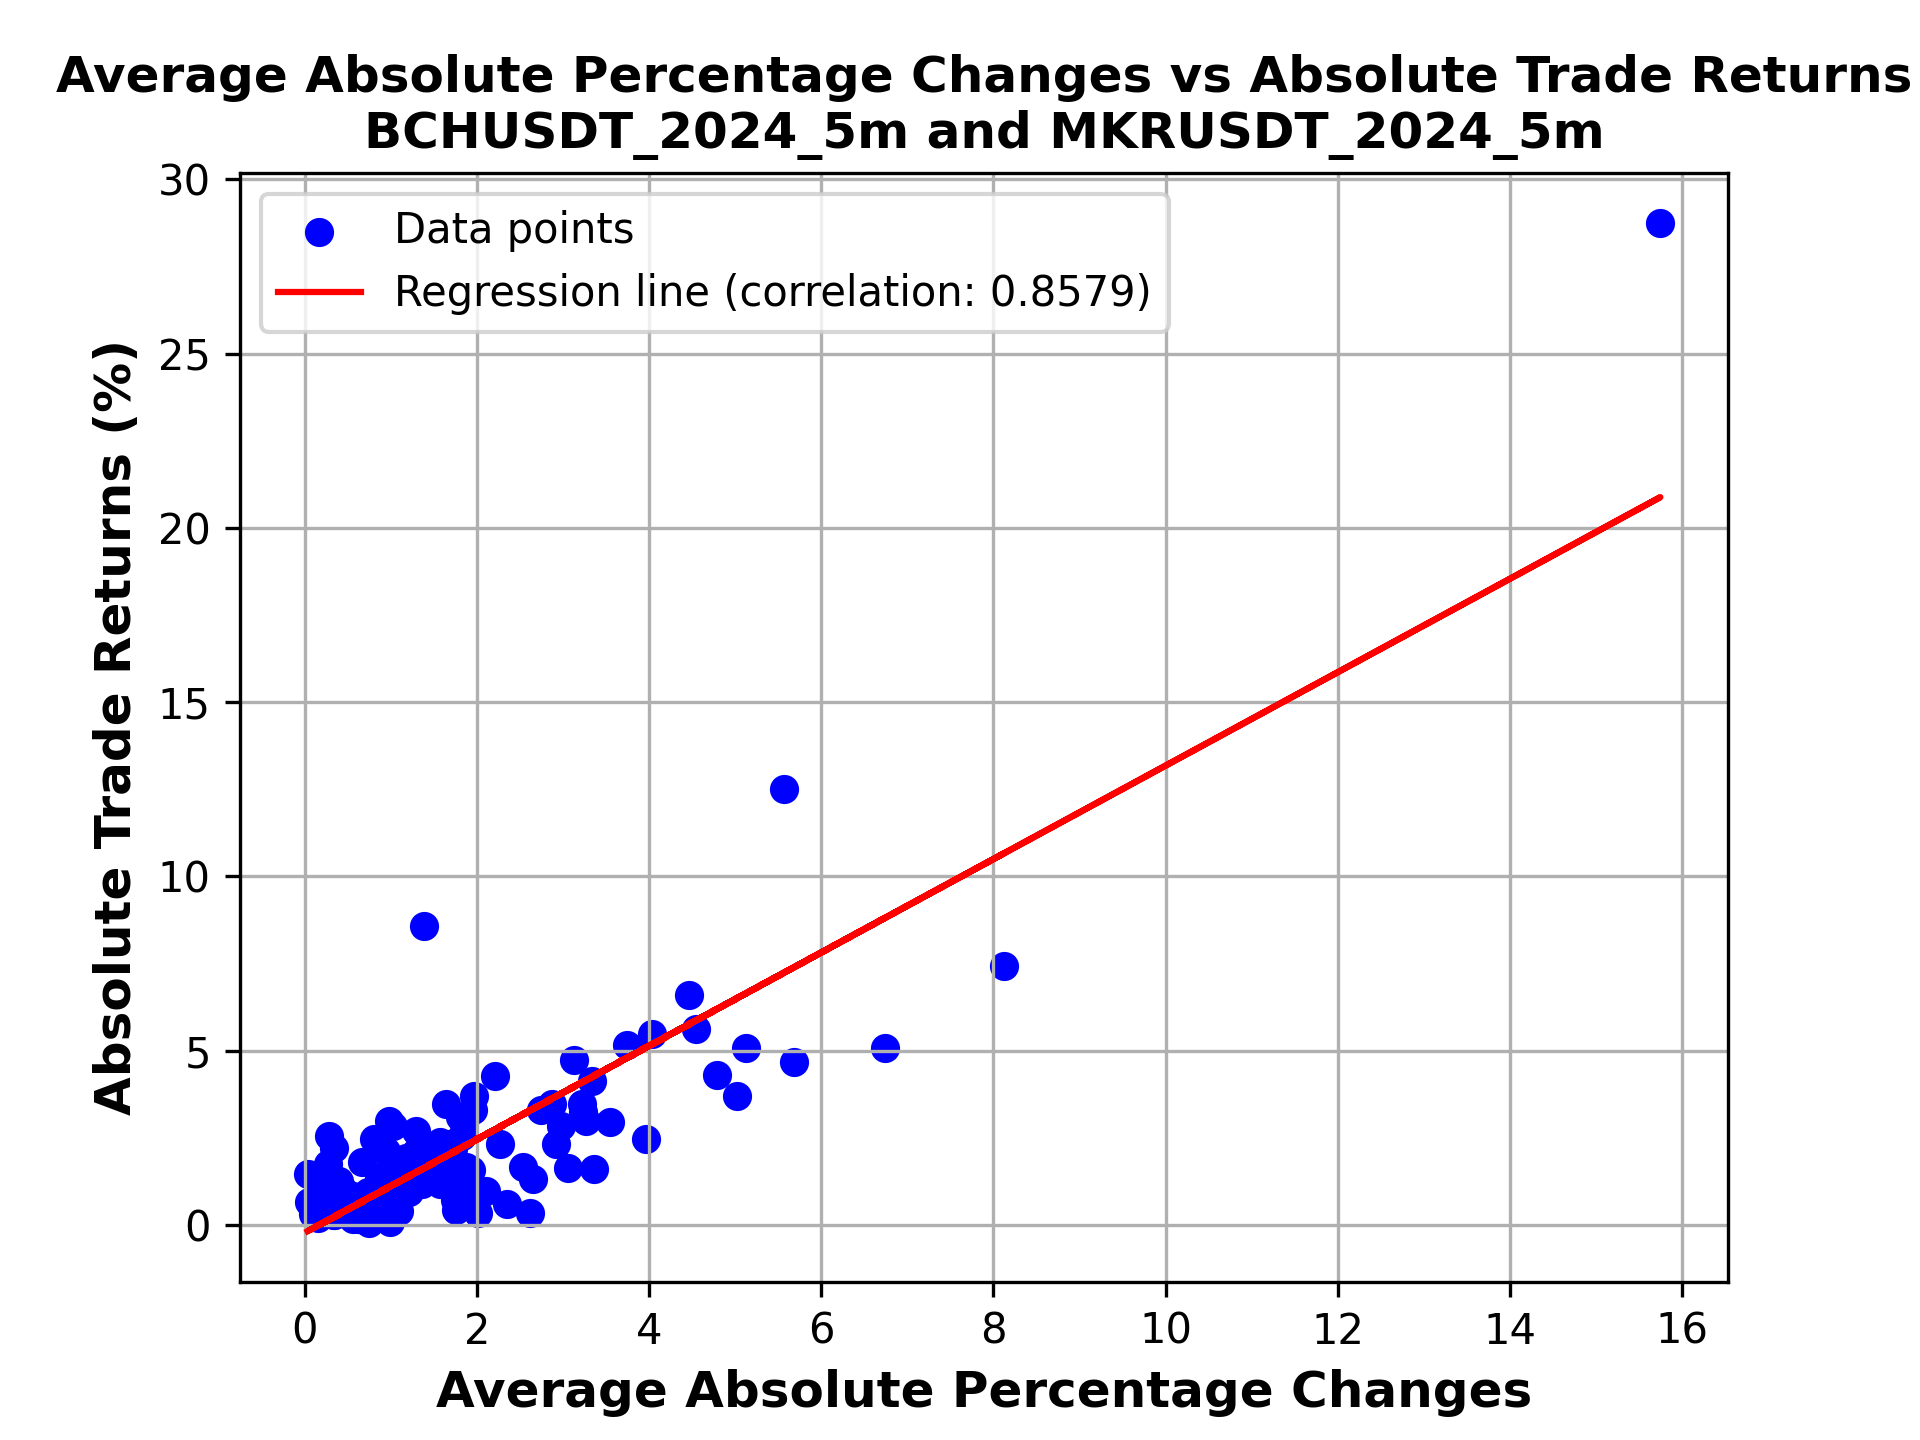 Average Absolute Percentage Changes vs Absolute Trade Returns
BCHUSDT_2024_5m and MKRUSDT_2024_5m
Data points
Regression line (correlation: 0.8579)
Absolute Trade Returns (%)
30
25
20
15
10
5
0
0 2 4 6 8 10 12 14 16
Average Absolute Percentage Changes